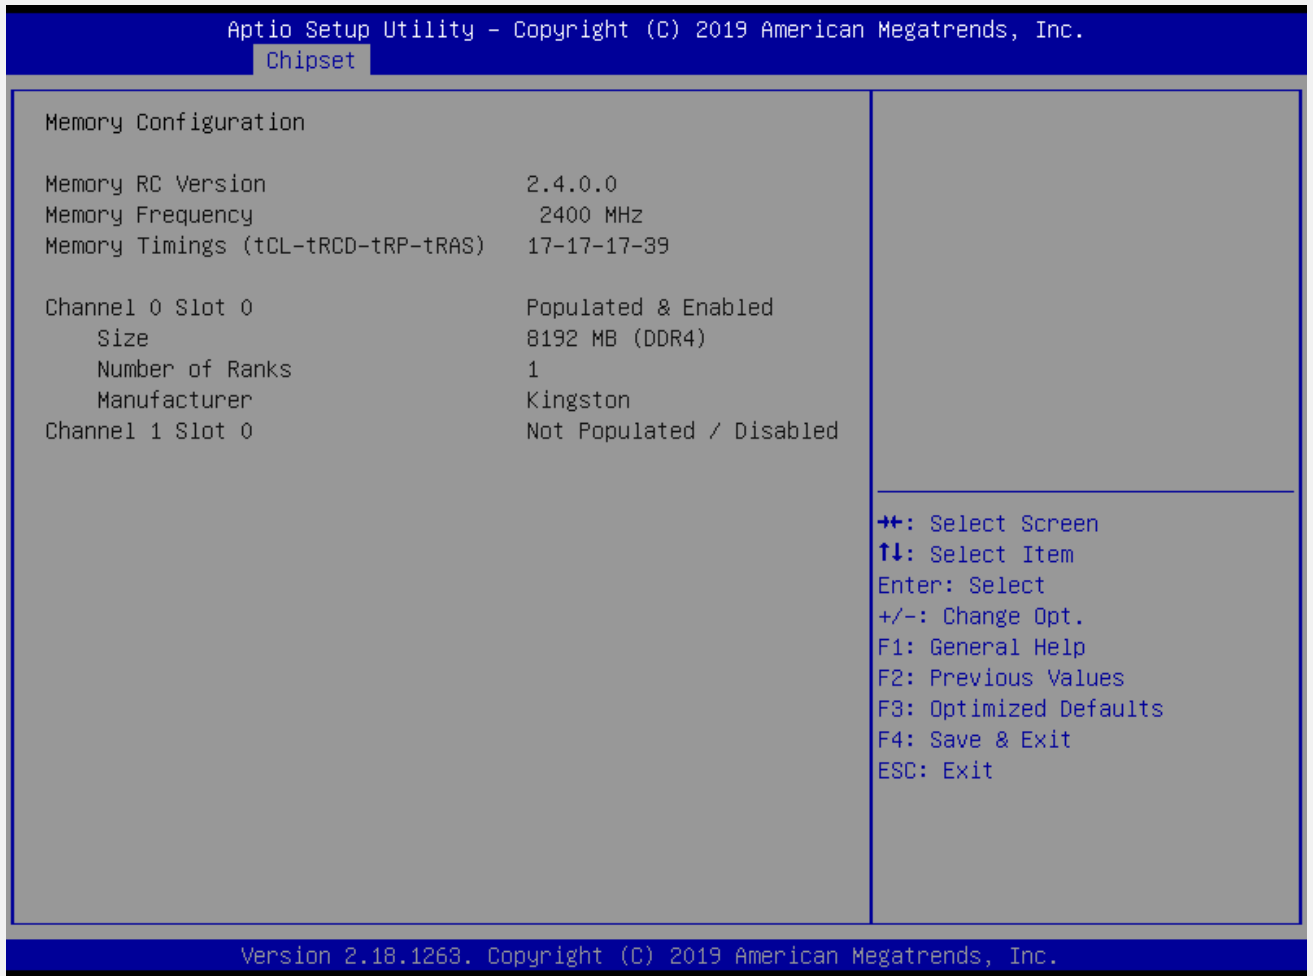 Aptio Setup Utility – Copyright (C) 2019 American Megatrends, Inc.
Chipset
Memory Configuration
Memory RC Version 2.4.0.0
Memory Frequency 2400 MHz
Memory Timings (tCL-tRCD-tRP-tRAS) 17-17-17-39
Channel 0 Slot 0 Populated & Enabled
Size 8192 MB (DDR4)
Number of Ranks 1
Manufacturer Kingston
Channel 1 Slot 0 Not Populated / Disabled
→←: Select Screen
↑↓: Select Item
Enter: Select
+/-: Change Opt.
F1: General Help
F2: Previous Values
F3: Optimized Defaults
F4: Save & Exit
ESC: Exit
Version 2.18.1263. Copyright (C) 2019 American Megatrends, Inc.